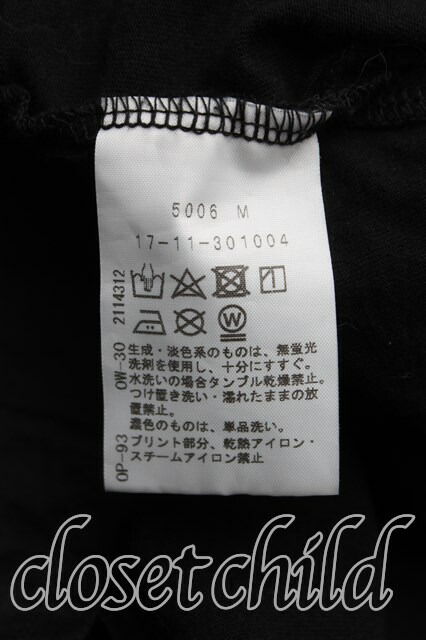 5006 M
17-11-301004
2114312
OW-30
OP-93
W
生成・淡色系のものは、無蛍光
洗剤を使用し、十分にすすぐ。
水洗いの場合タンブル乾燥禁止。
つけ置き洗い・濡れたままの放
置禁止。
濃色のものは、単品洗い。
プリント部分、乾熱アイロン・
スチームアイロン禁止
closet child